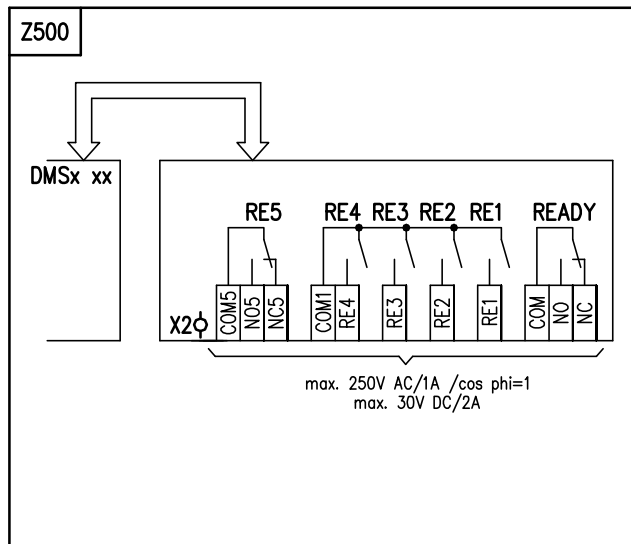 Z500
DMSx xx
RE5 RE4 RE3 RE2 RE1 READY
X2 COM5 NO5 NC5 COM1 RE4 RE3 RE2 RE1 COM NO NC
max. 250V AC/1A /cos phi=1
max. 30V DC/2A